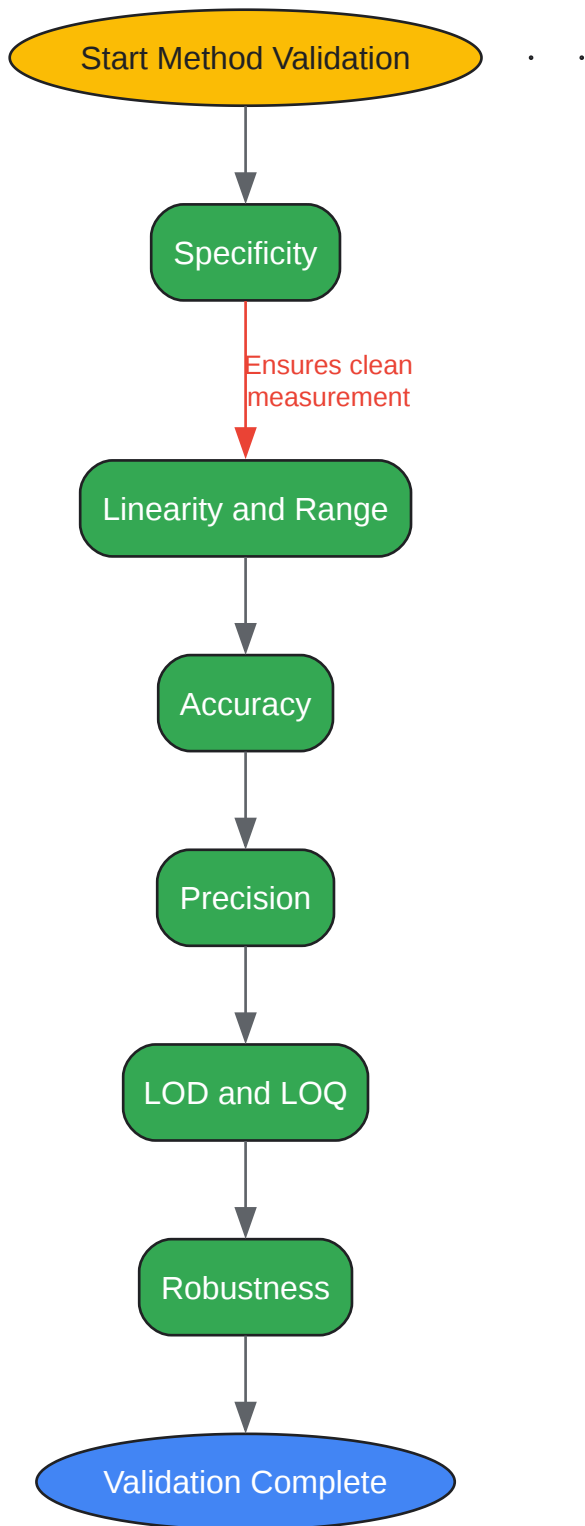 Start Method Validation
Specificity
Ensures clean
measurement
Linearity and Range
Accuracy
Precision
LOD and LOQ
Robustness
Validation Complete